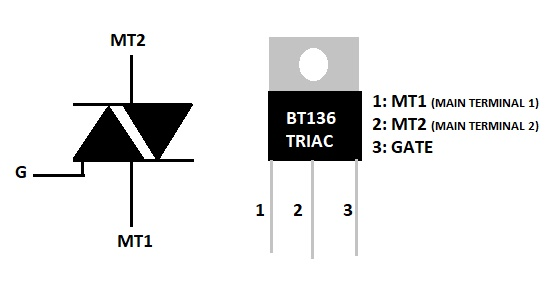 MT2
G
MT1
BT136
TRIAC
1 2 3
1: MT1 (MAIN TERMINAL 1)
2: MT2 (MAIN TERMINAL 2)
3: GATE